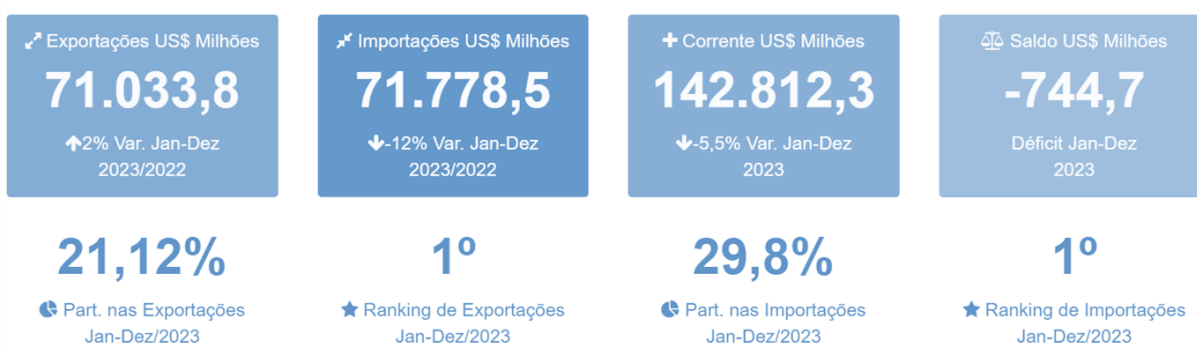 Exportações US$ Milhões
71.033,8
2% Var. Jan-Dez
2023/2022
Importações US$ Milhões
71.778,5
-12% Var. Jan-Dez
2023/2022
Corrente US$ Milhões
142.812,3
-5,5% Var. Jan-Dez
2023
Saldo US$ Milhões
-744,7
Déficit Jan-Dez
2023
21,12%
Part. nas Exportações
Jan-Dez/2023
1º
Ranking de Exportações
Jan-Dez/2023
29,8%
Part. nas Importações
Jan-Dez/2023
1º
Ranking de Importações
Jan-Dez/2023